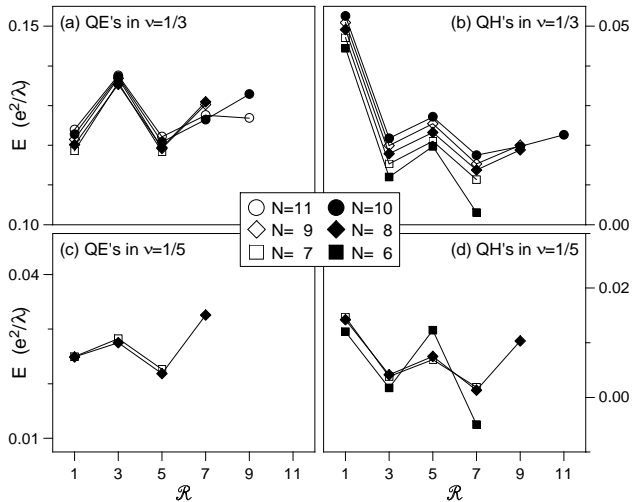 (a) QE's in ν=1/3
(b) QH's in ν=1/3
0.15
0.10
E (e²/λ)
0.05
0.00
N=11
N=10
N= 9
N= 8
N= 7
N= 6
(c) QE's in ν=1/5
(d) QH's in ν=1/5
0.04
0.01
E (e²/λ)
0.02
0.00
1 3 5 7 9 11
1 3 5 7 9 11
ℛ
ℛ